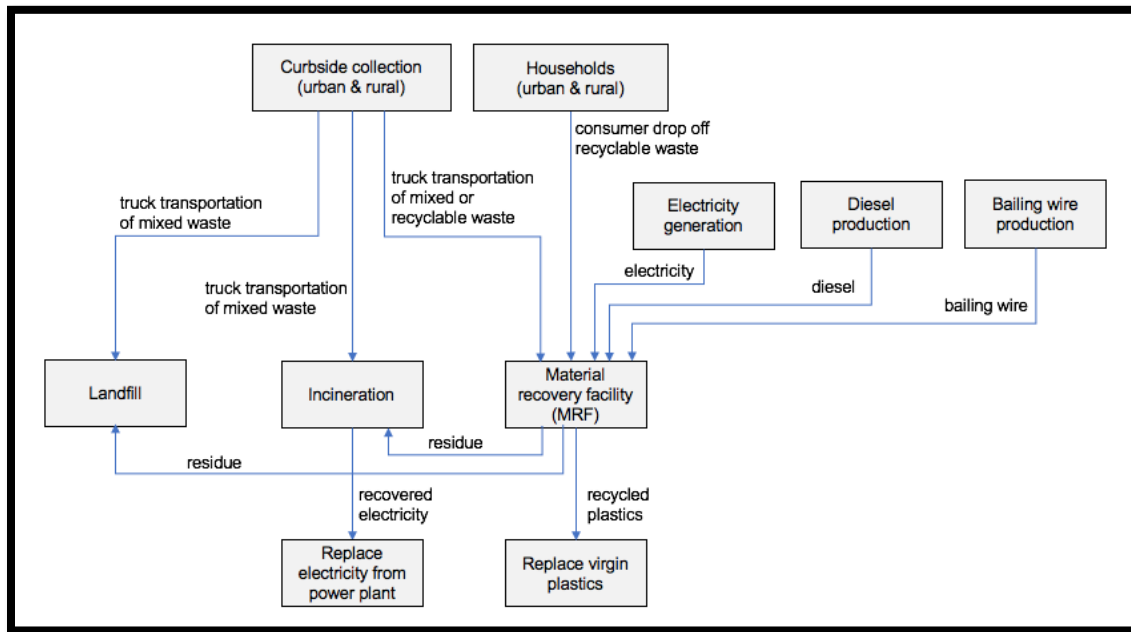 Curbside collection
(urban & rural)
Households
(urban & rural)
consumer drop off
recyclable waste
truck transportation
of mixed or
recyclable waste
truck transportation
of mixed waste
Electricity
generation
Diesel
production
Bailing wire
production
electricity
diesel
bailing wire
truck transportation
of mixed waste
Landfill
Incineration
Material
recovery facility
(MRF)
residue
residue
recovered
electricity
recycled
plastics
Replace
electricity from
power plant
Replace virgin
plastics